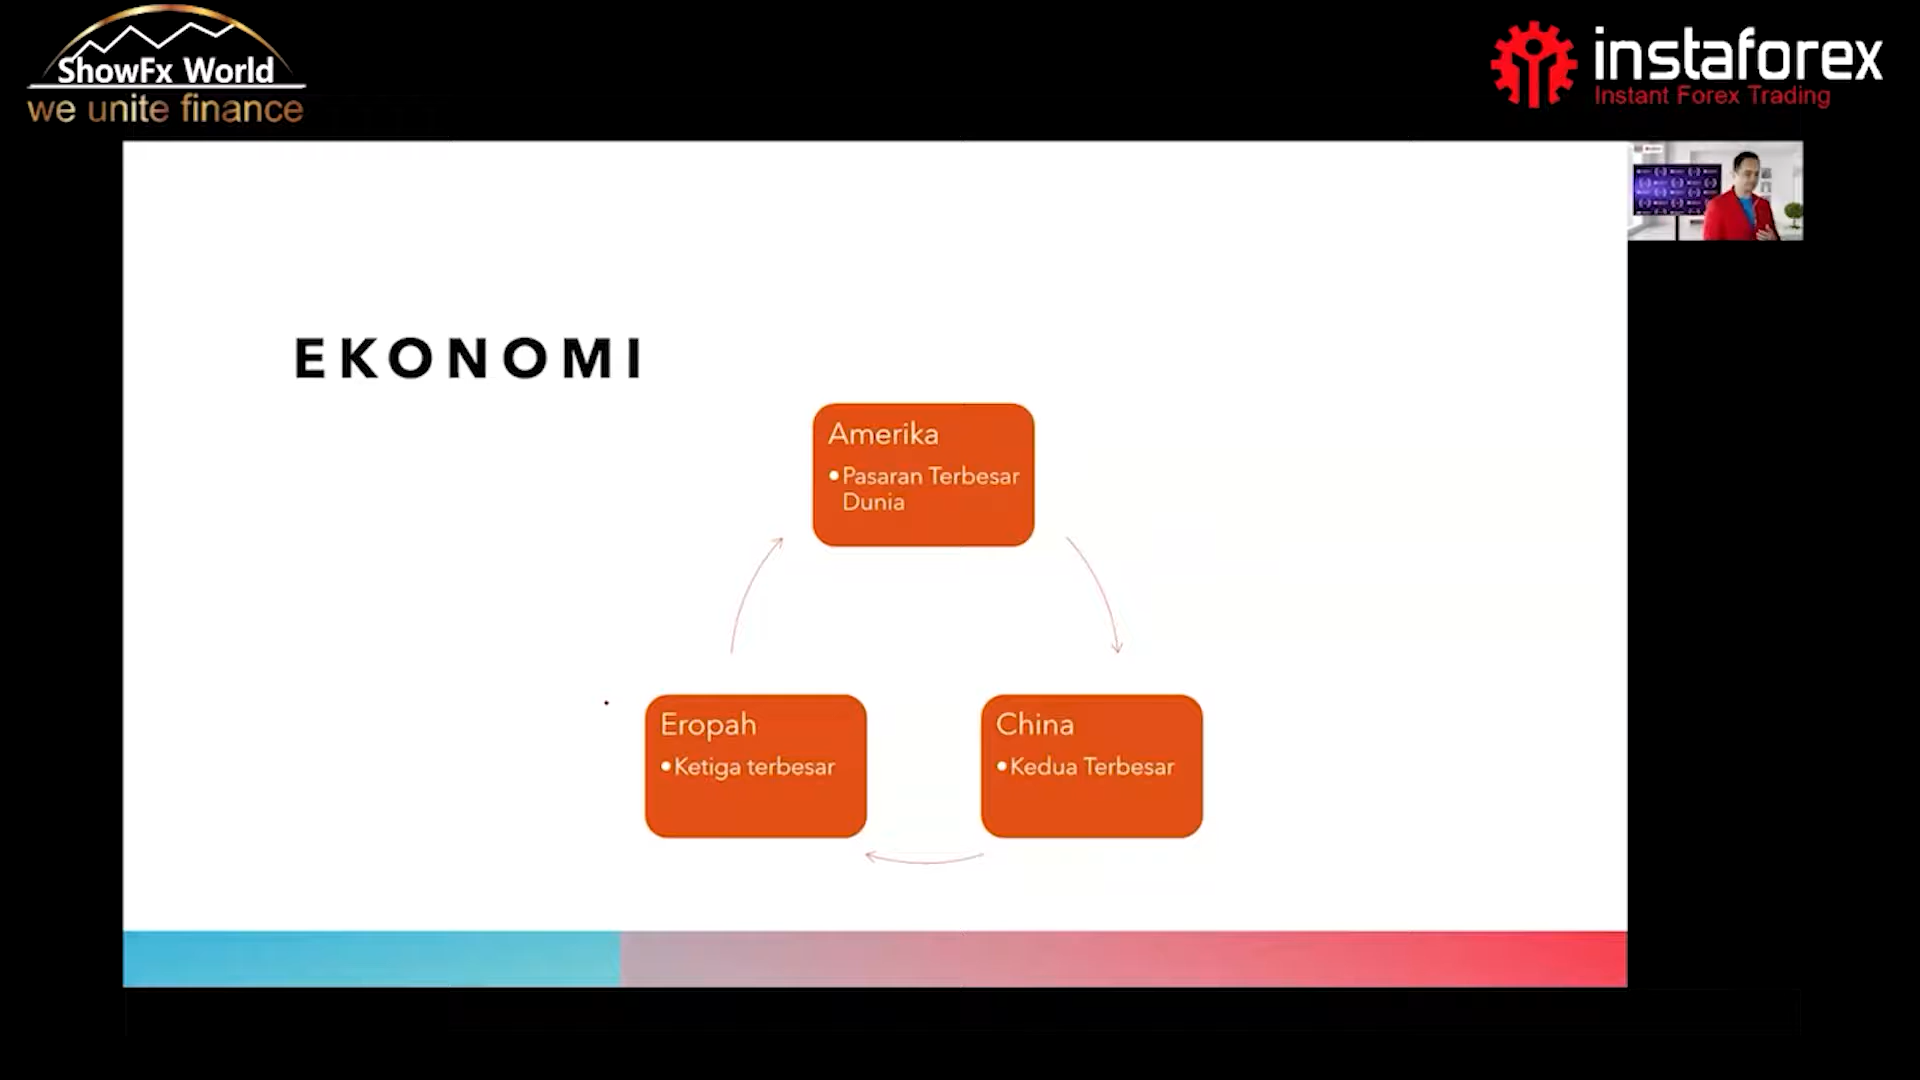 ShowFx World
we unite finance
instaforex
Instant Forex Trading
EKONOMI
Amerika
•Pasaran Terbesar
Dunia
Eropah
•Ketiga terbesar
China
•Kedua Terbesar